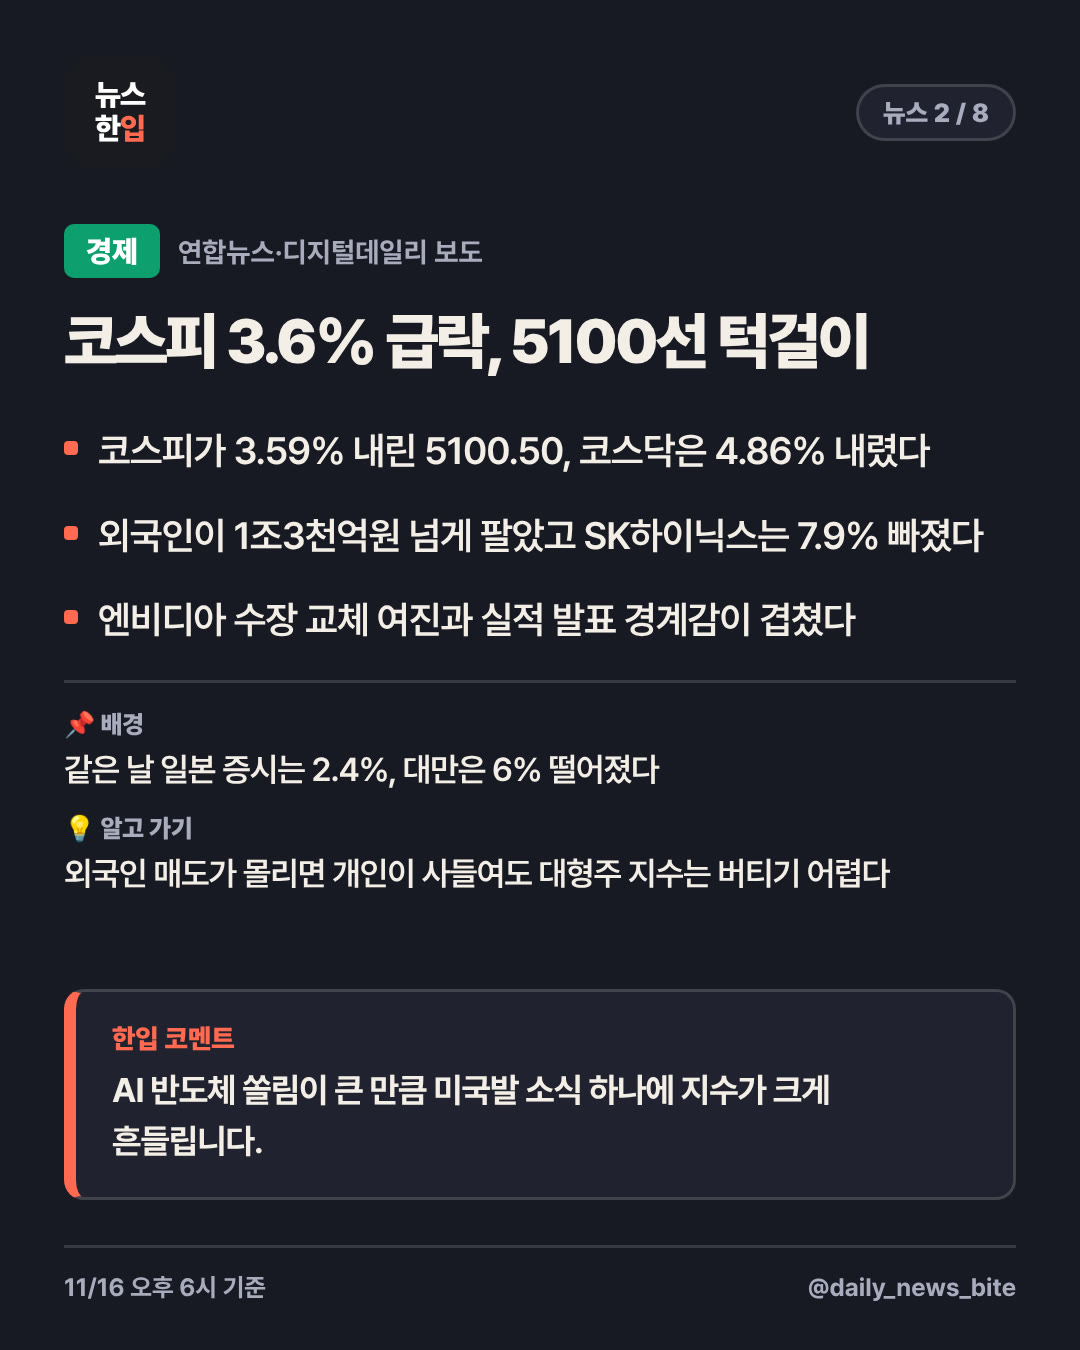 뉴스
한입
뉴스 2 / 8
경제 연합뉴스·디지털데일리 보도
코스피 3.6% 급락, 5100선 턱걸이
코스피가 3.59% 내린 5100.50, 코스닥은 4.86% 내렸다
외국인이 1조3천억원 넘게 팔았고 SK하이닉스는 7.9% 빠졌다
엔비디아 수장 교체 여진과 실적 발표 경계감이 겹쳤다
📌 배경
같은 날 일본 증시는 2.4%, 대만은 6% 떨어졌다
💡 알고 가기
외국인 매도가 몰리면 개인이 사들여도 대형주 지수는 버티기 어렵다
한입 코멘트
AI 반도체 쏠림이 큰 만큼 미국발 소식 하나에 지수가 크게
흔들립니다.
11/16 오후 6시 기준
@daily_news_bite